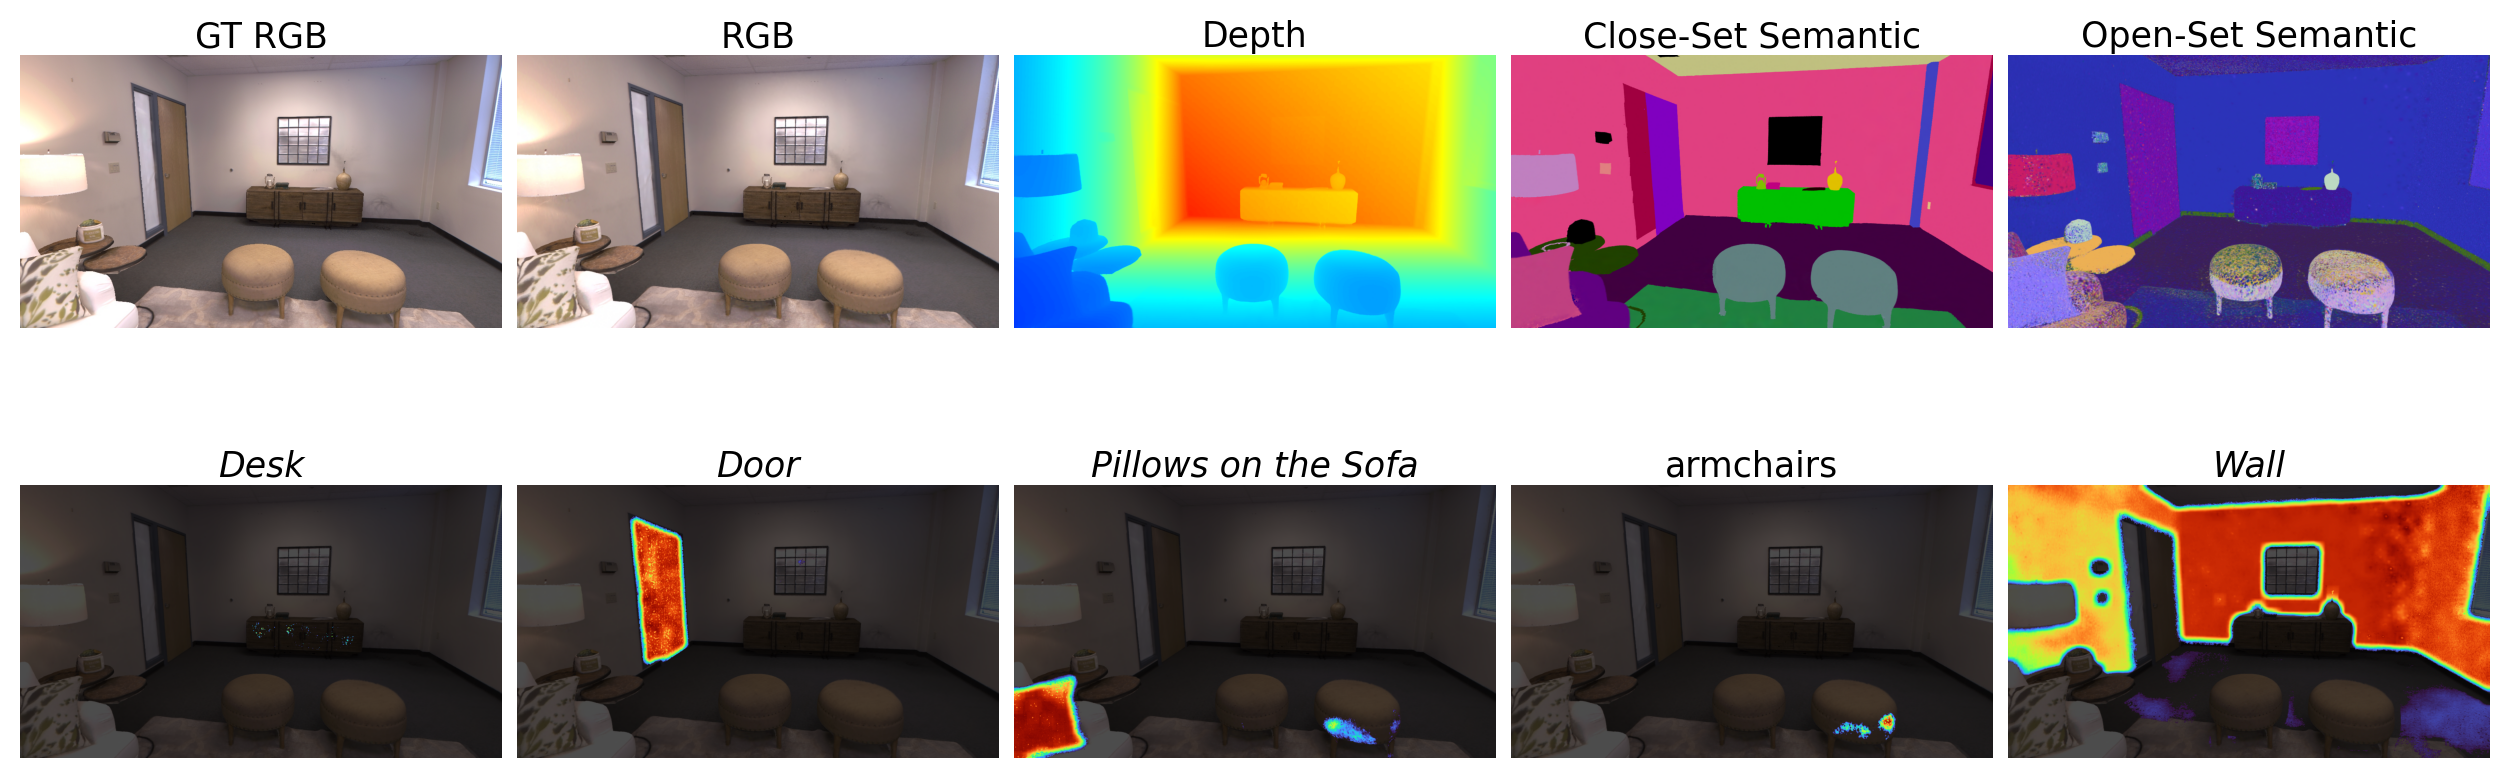 GT RGB
RGB
Depth
Close-Set Semantic
Open-Set Semantic
Desk
Door
Pillows on the Sofa
armchairs
Wall